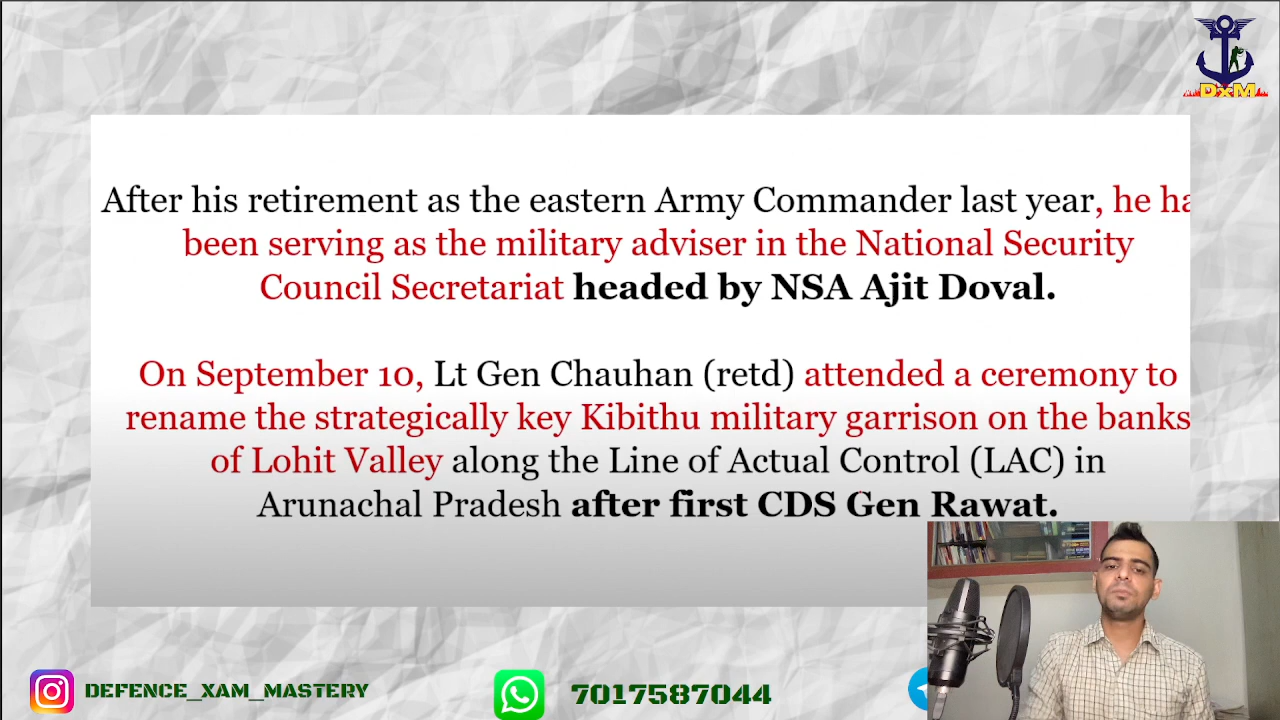 DxM
After his retirement as the eastern Army Commander last year, he ha
been serving as the military adviser in the National Security
Council Secretariat headed by NSA Ajit Doval.
On September 10, Lt Gen Chauhan (retd) attended a ceremony to
rename the strategically key Kibithu military garrison on the banks
of Lohit Valley along the Line of Actual Control (LAC) in
Arunachal Pradesh after first CDS Gen Rawat.
DEFENCE_XAM_MASTERY
7017587044